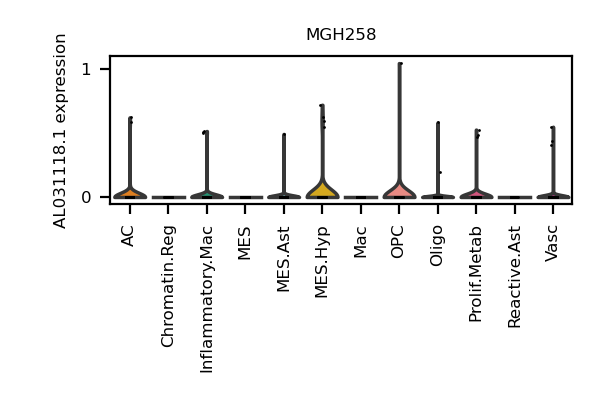 MGH258
AL031118.1 expression
1
0
AC
Chromatin.Reg
Inflammatory.Mac
MES
MES.Ast
MES.Hyp
Mac
OPC
Oligo
Prolif.Metab
Reactive.Ast
Vasc